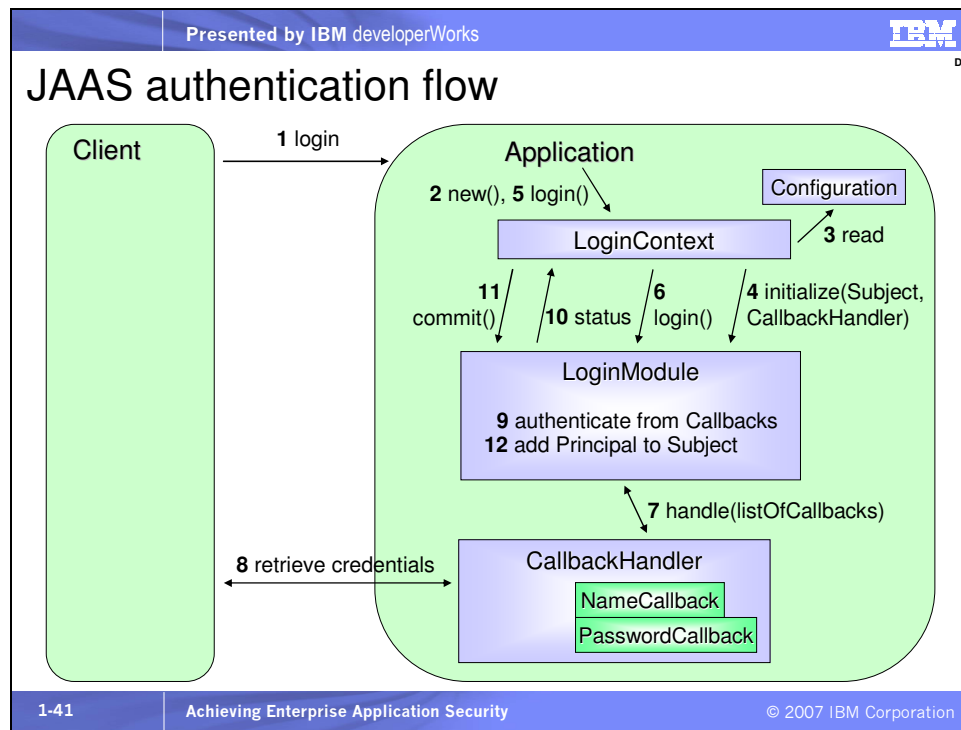 Presented by IBM developerWorks
IBM
D
JAAS authentication flow
Client
1 login
Application
2 new(), 5 login()
Configuration
3 read
LoginContext
11
commit()
10 status
6
login()
4 initialize(Subject,
CallbackHandler)
LoginModule
9 authenticate from Callbacks
12 add Principal to Subject
7 handle(listOfCallbacks)
8 retrieve credentials
CallbackHandler
NameCallback
PasswordCallback
1-41
Achieving Enterprise Application Security
© 2007 IBM Corporation